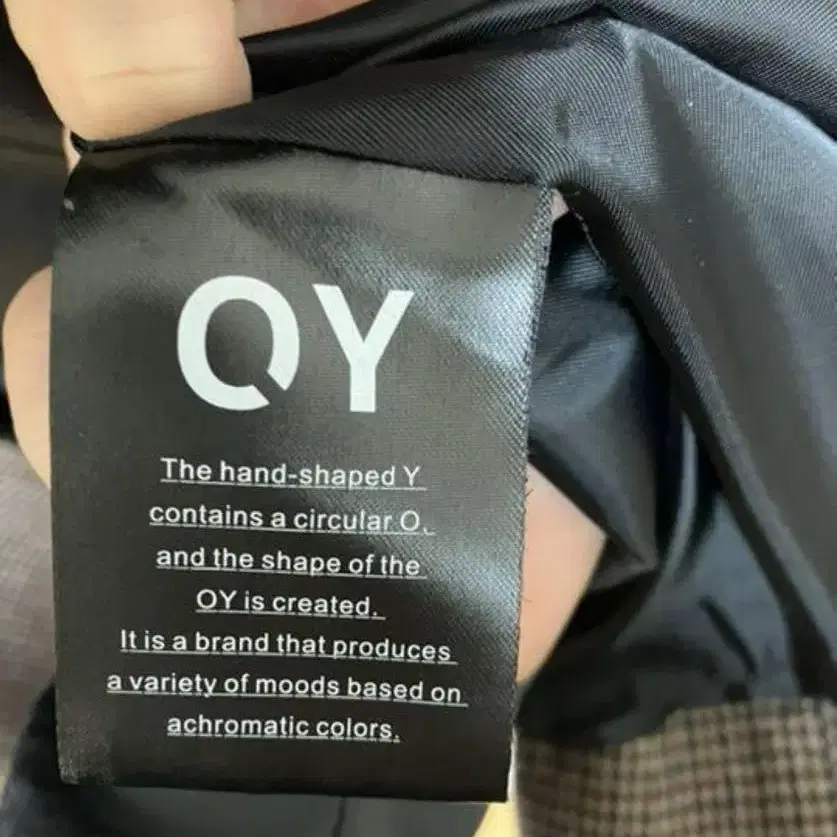 OY
The hand-shaped Y
contains a circular O,
and the shape of the
OY is created.
It is a brand that produces
a variety of moods based on
achromatic colors.